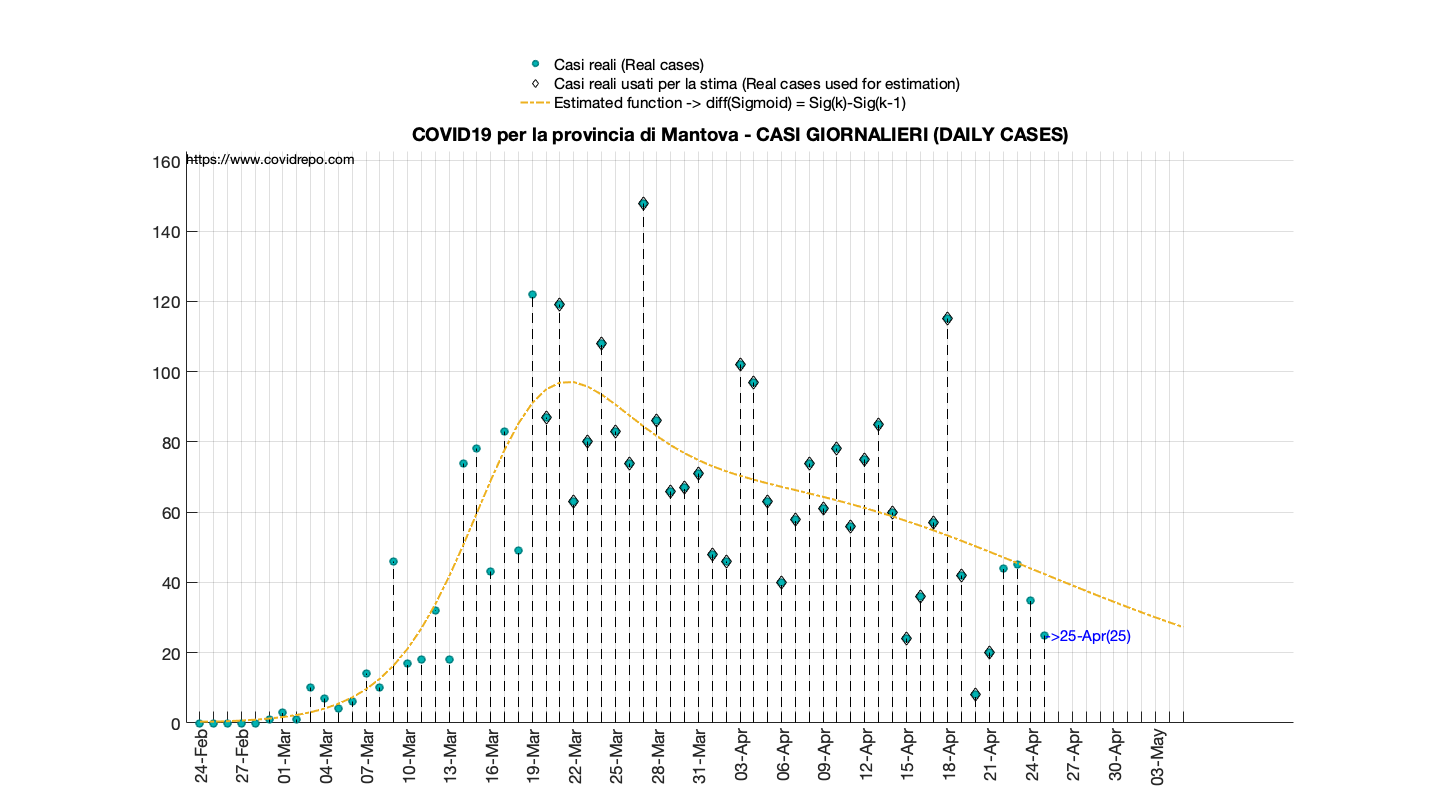 Casi reali (Real cases)
Casi reali usati per la stima (Real cases used for estimation)
Estimated function -> diff(Sigmoid) = Sig(k)-Sig(k-1)
COVID19 per la provincia di Mantova - CASI GIORNALIERI (DAILY CASES)
https://www.covidrepo.com
160
140
120
100
80
60
40
20
0
>25-Apr(25)
24-Feb
27-Feb
01-Mar
04-Mar
07-Mar
10-Mar
13-Mar
16-Mar
19-Mar
22-Mar
25-Mar
28-Mar
31-Mar
03-Apr
06-Apr
09-Apr
12-Apr
15-Apr
18-Apr
21-Apr
24-Apr
27-Apr
30-Apr
03-May